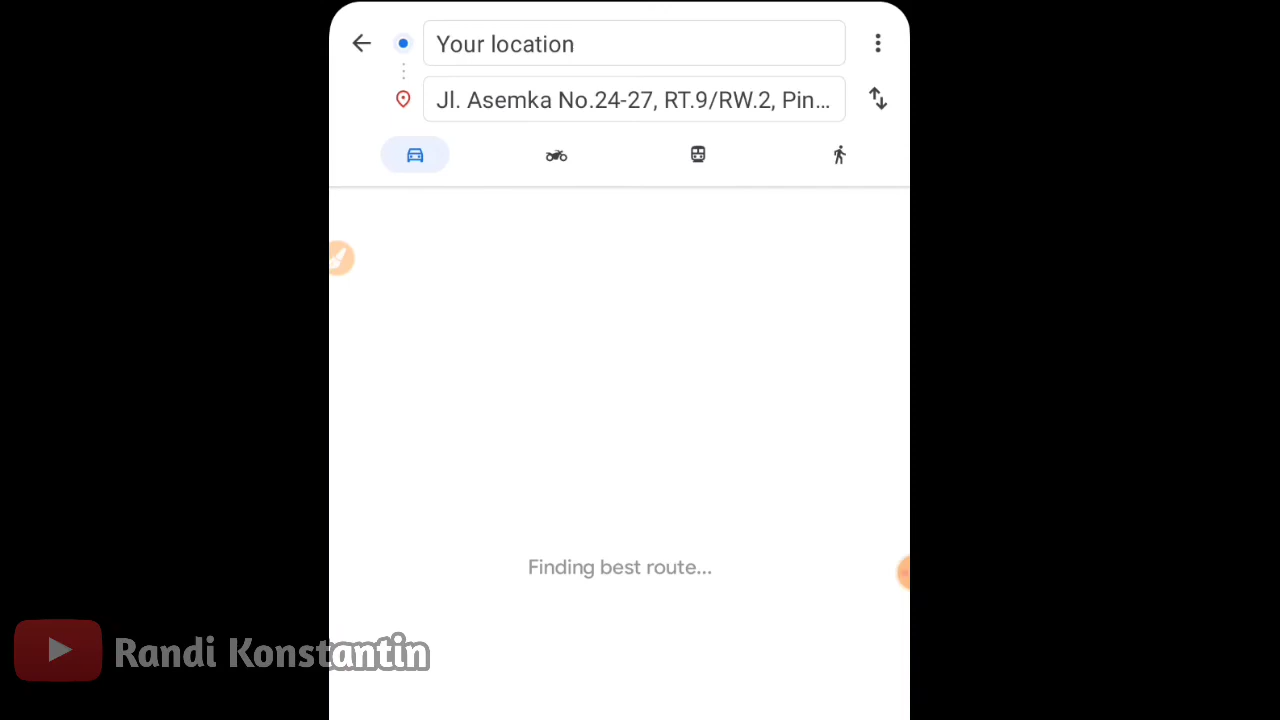 Your location
Jl. Asemka No.24-27, RT.9/RW.2, Pin...
Finding best route...
Randi Konstantin